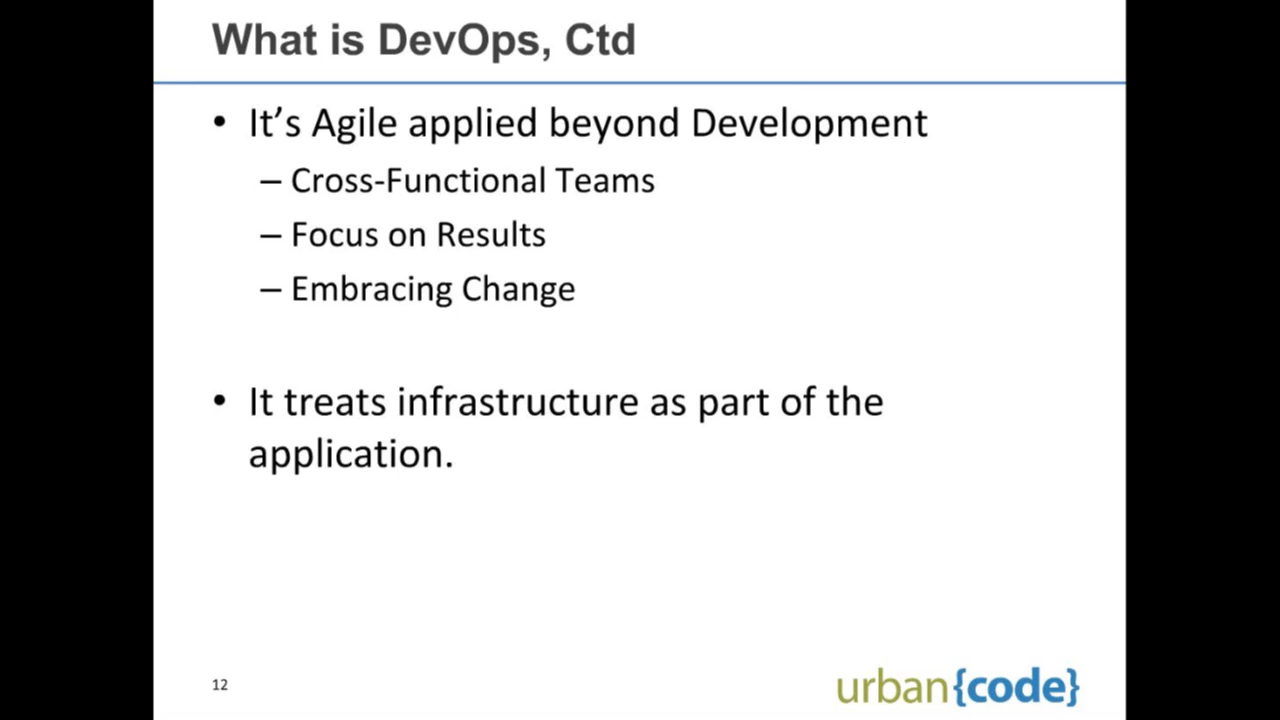 What is DevOps, Ctd
• It’s Agile applied beyond Development
– Cross-Functional Teams
– Focus on Results
– Embracing Change
• It treats infrastructure as part of the
application.
12
urban{code}